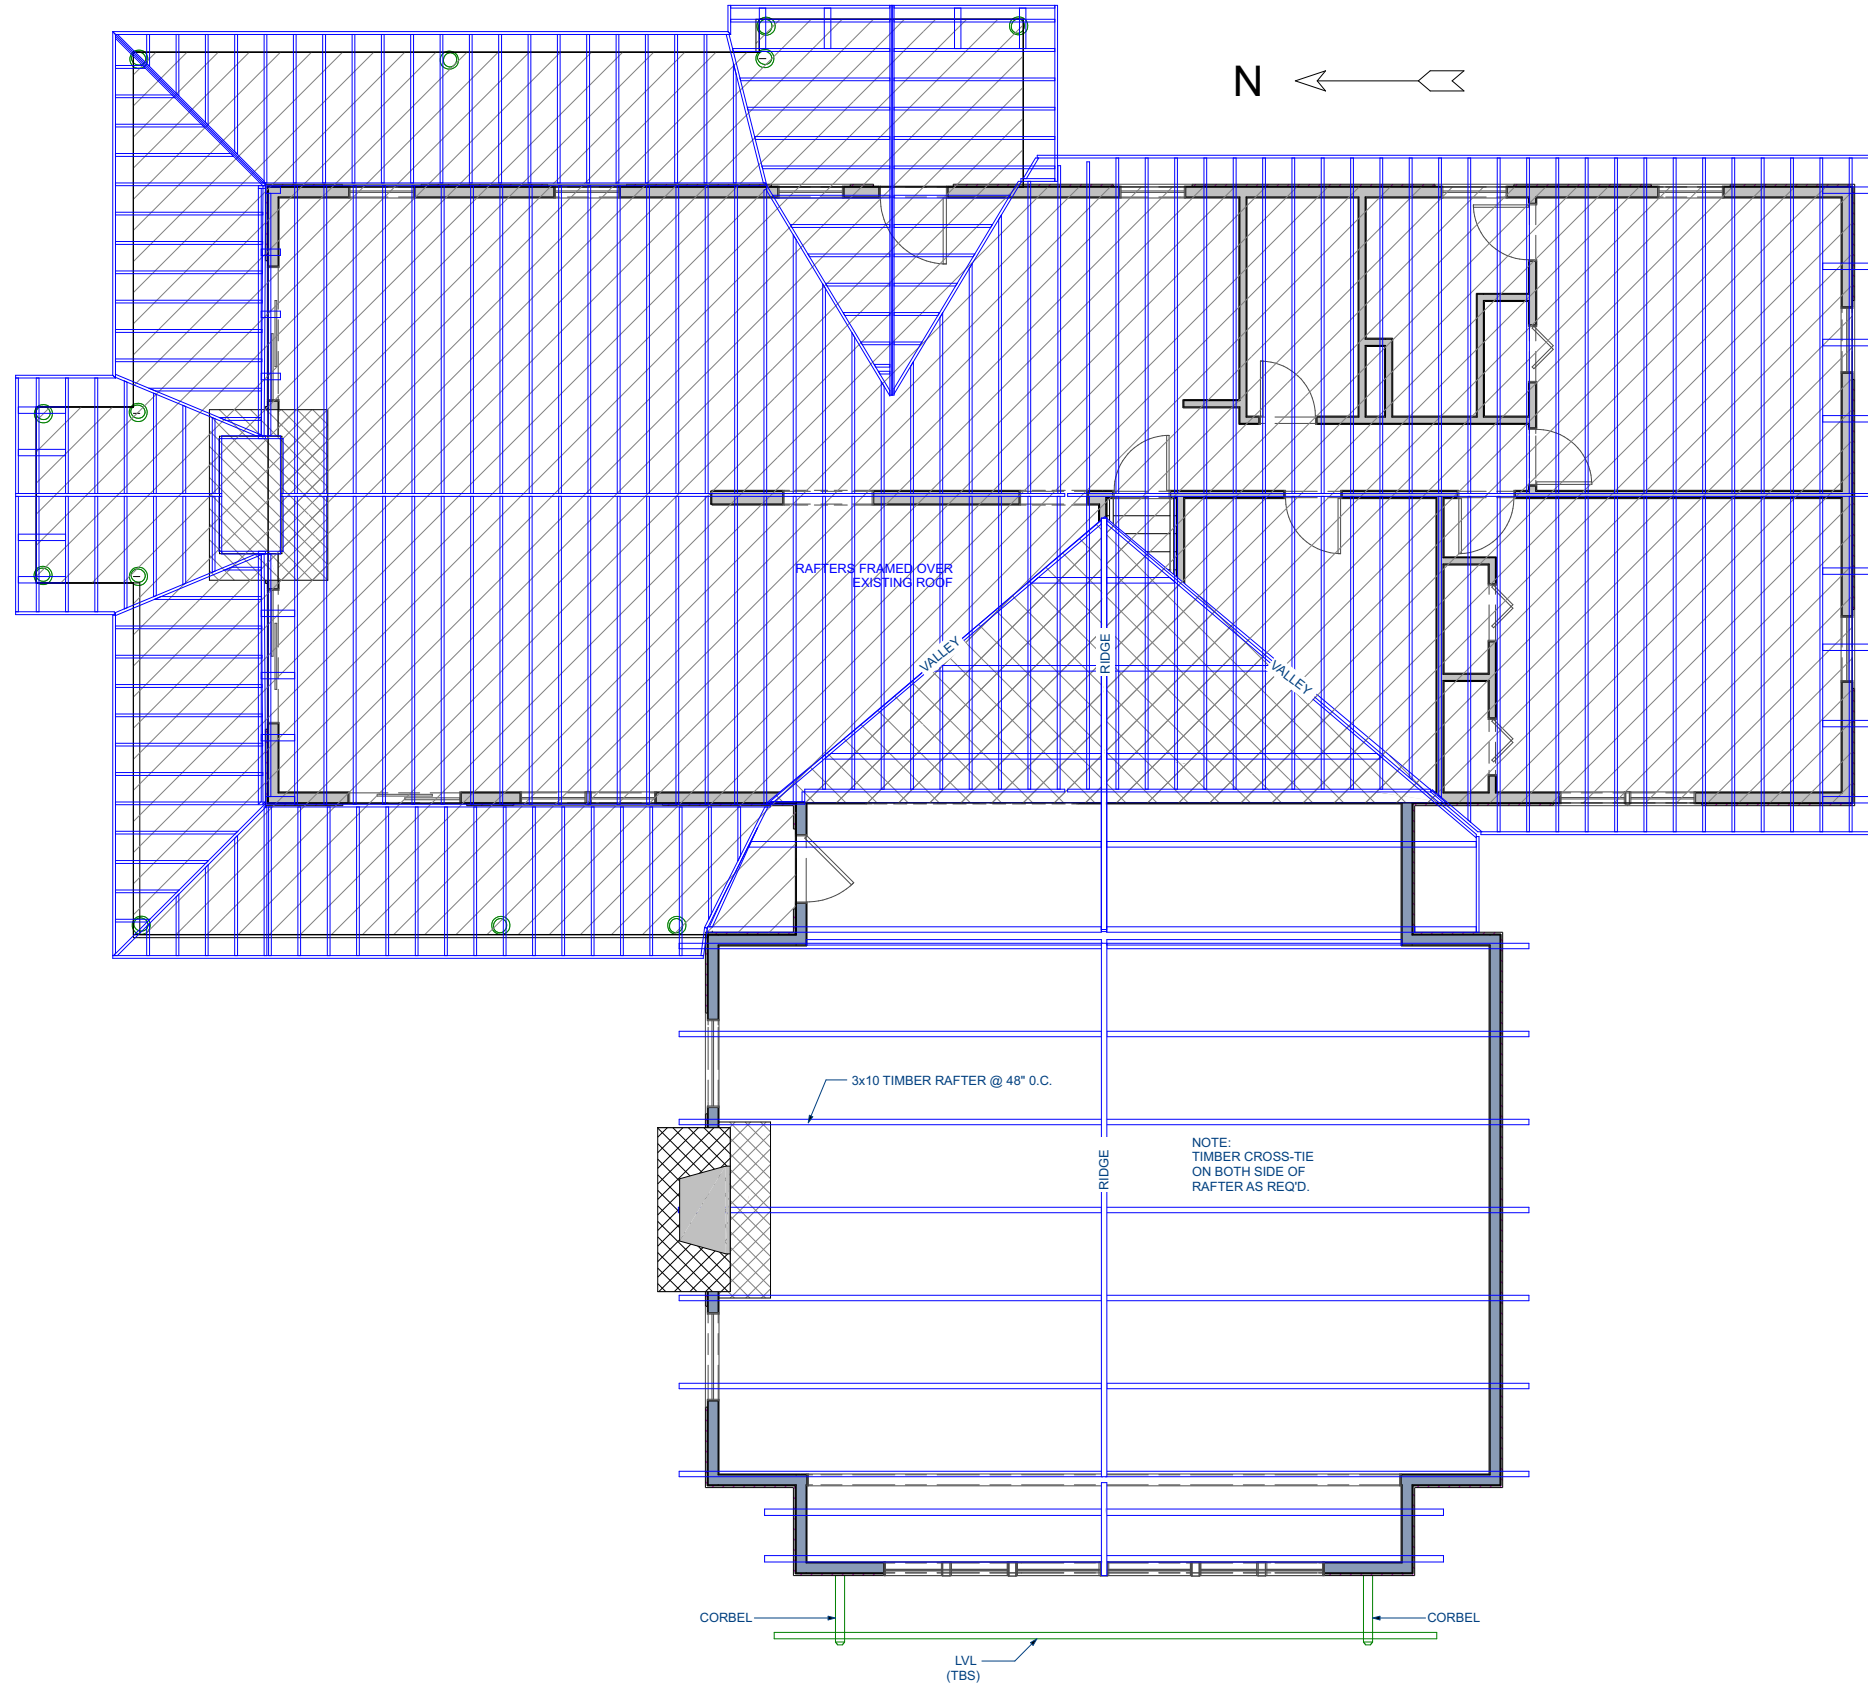 N
RAFTERS FRAMED OVER
EXISTING ROOF
VALLEY
RIDGE
VALLEY
3x10 TIMBER RAFTER @ 48" 0.C.
NOTE:
TIMBER CROSS-TIE
ON BOTH SIDE OF
RAFTER AS REQ'D.
RIDGE
CORBEL
CORBEL
LVL
(TBS)